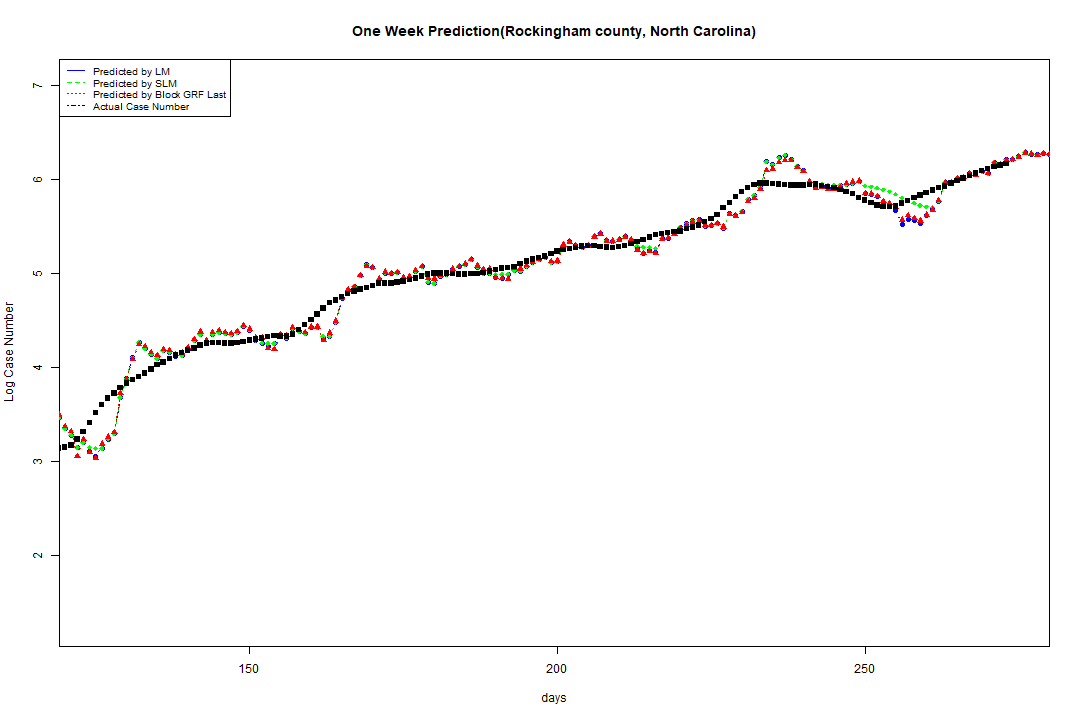 One Week Prediction(Rockingham county, North Carolina)
Predicted by LM
Predicted by SLM
Predicted by Block GRF Last
Actual Case Number
7
6
5
4
3
2
Log Case Number
150
200
250
days